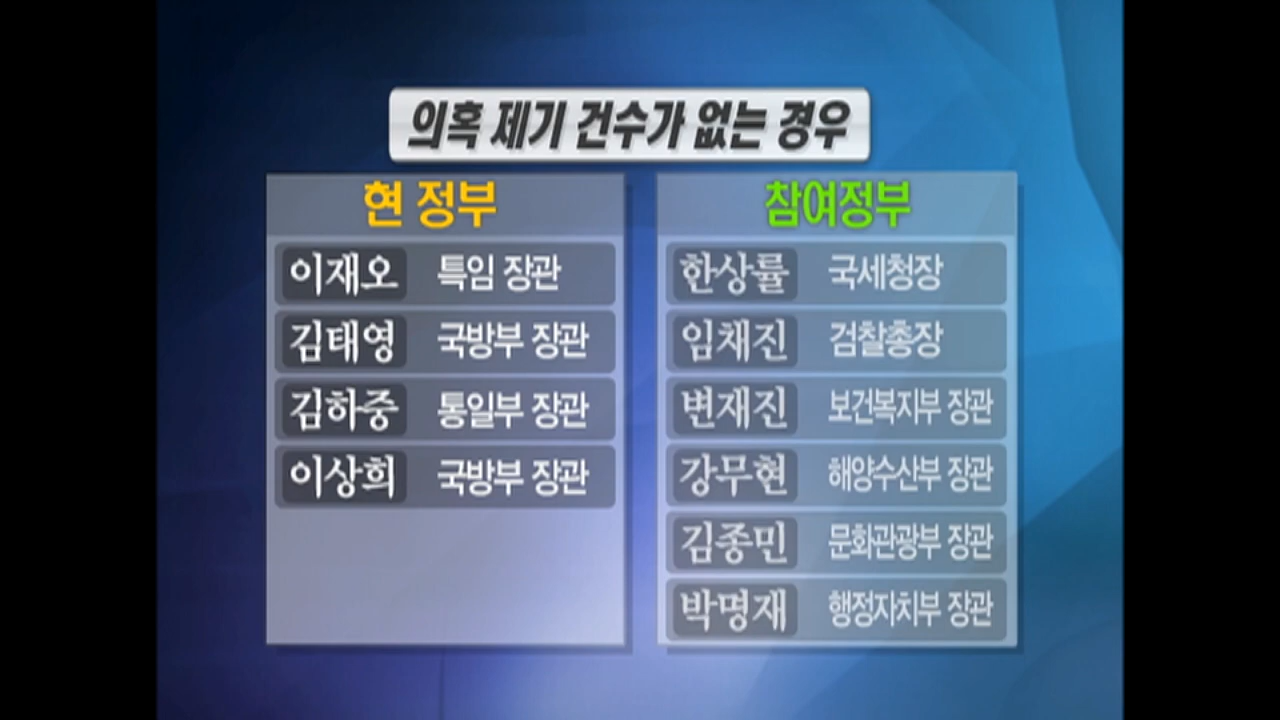 의혹 제기 건수가 없는 경우
현 정부
이재오 특임 장관
김태영 국방부 장관
김하중 통일부 장관
이상희 국방부 장관
참여정부
한상률 국세청장
임채진 검찰총장
변재진 보건복지부 장관
강무현 해양수산부 장관
김종민 문화관광부 장관
박명재 행정자치부 장관